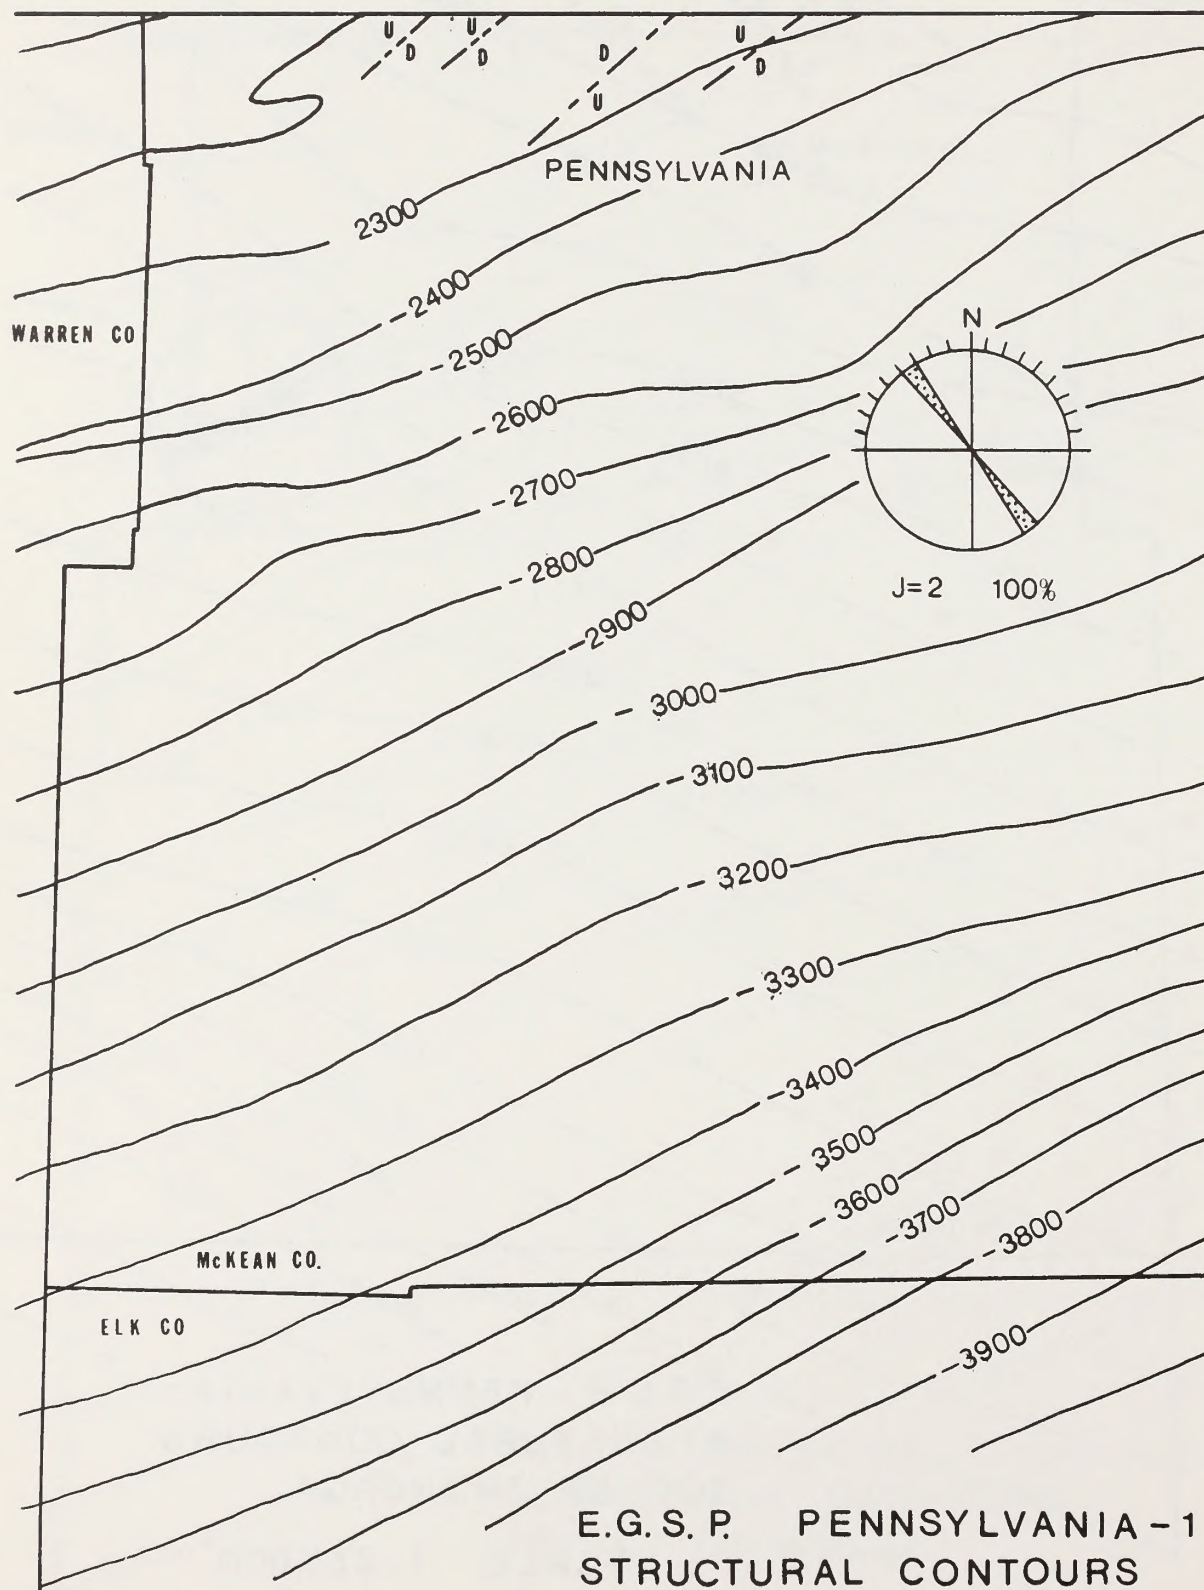 U U D U
D D D
U
PENNSYLVANIA
2300
-2400
WARREN CO
N
-2500
-2600
-2700
-2800
J=2 100%
-2900
- 3000
-3100
- 3200
-3300
-3400
- 3500
- 3600
-3700
-3800
McKEAN CO.
ELK CO
-3900
E.G.S.P. PENNSYLVANIA-1
STRUCTURAL CONTOURS